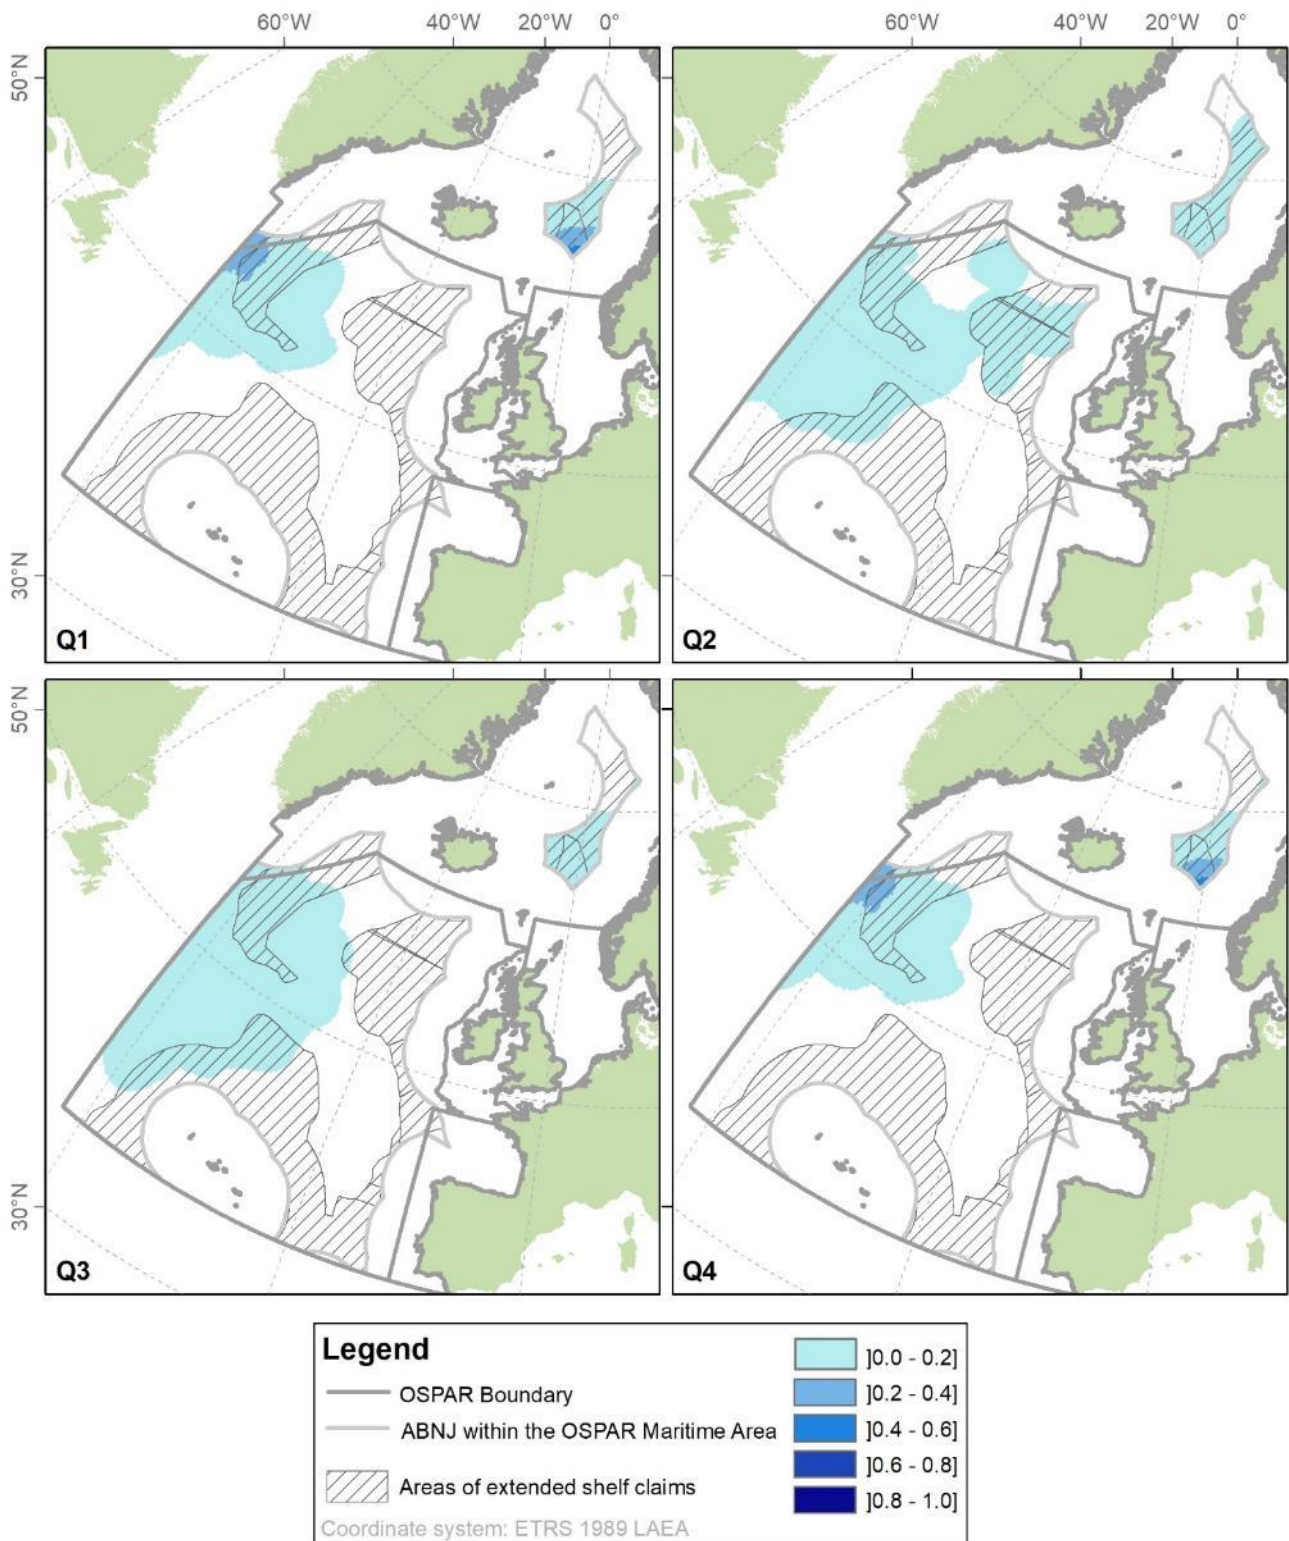 60°W 40°W 20°W 0° 60°W 40°W 20°W 0°
50°N
30°N
Q1 Q2
50°N
30°N
Q3 Q4
Legend
OSPAR Boundary
ABNJ within the OSPAR Maritime Area
Areas of extended shelf claims
Coordinate system: ETRS 1989 LAEA
]0.0 - 0.2]
]0.2 - 0.4]
]0.4 - 0.6]
]0.6 - 0.8]
]0.8 - 1.0]